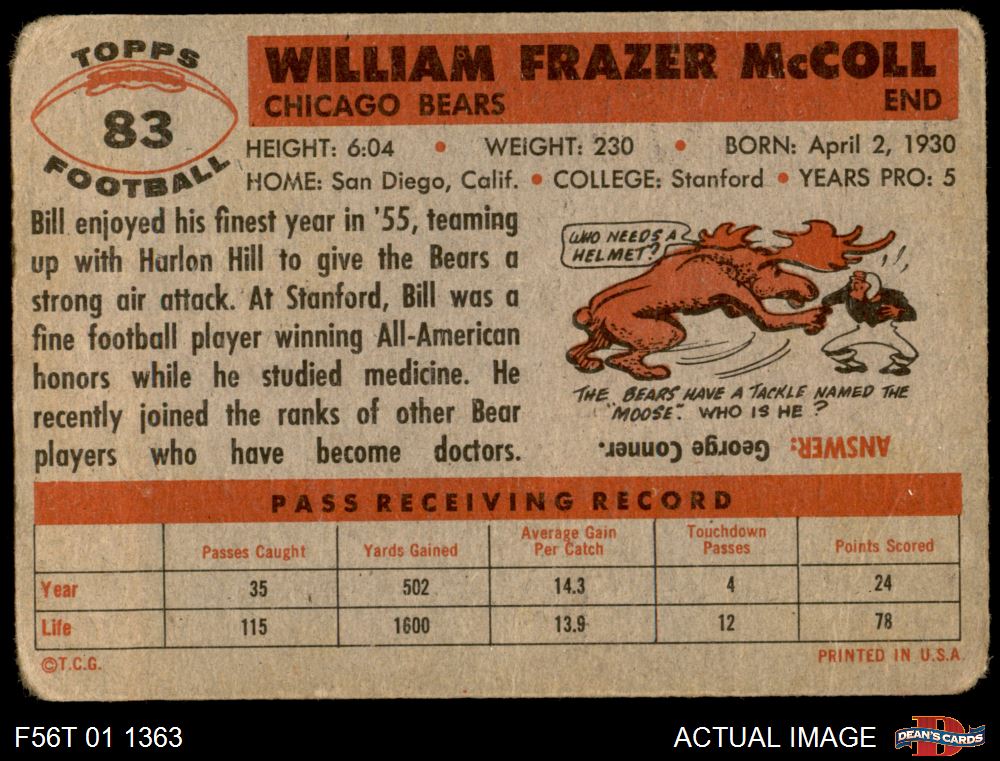 TOPPS
83
FOOTBALL
WILLIAM FRAZER McCOLL
CHICAGO BEARS END
HEIGHT: 6:04 • WEIGHT: 230 • BORN: April 2, 1930
HOME: San Diego, Calif. • COLLEGE: Stanford • YEARS PRO: 5
Bill enjoyed his finest year in '55, teaming
up with Harlon Hill to give the Bears a
strong air attack. At Stanford, Bill was a
fine football player winning All-American
honors while he studied medicine. He
recently joined the ranks of other Bear
players who have become doctors.
WHO NEEDS A
HELMET?
THE BEARS HAVE A TACKLE NAMED THE
"MOOSE". WHO IS HE?
ANSWER: George Conner.
PASS RECEIVING RECORD
Passes Caught Yards Gained Average Gain Per Catch Touchdown Passes Points Scored
Year 35 502 14.3 4 24
Life 115 1600 13.9 12 78
©T.C.G. PRINTED IN U.S.A.
F56T 01 1363 ACTUAL IMAGE DEAN'S CARDS